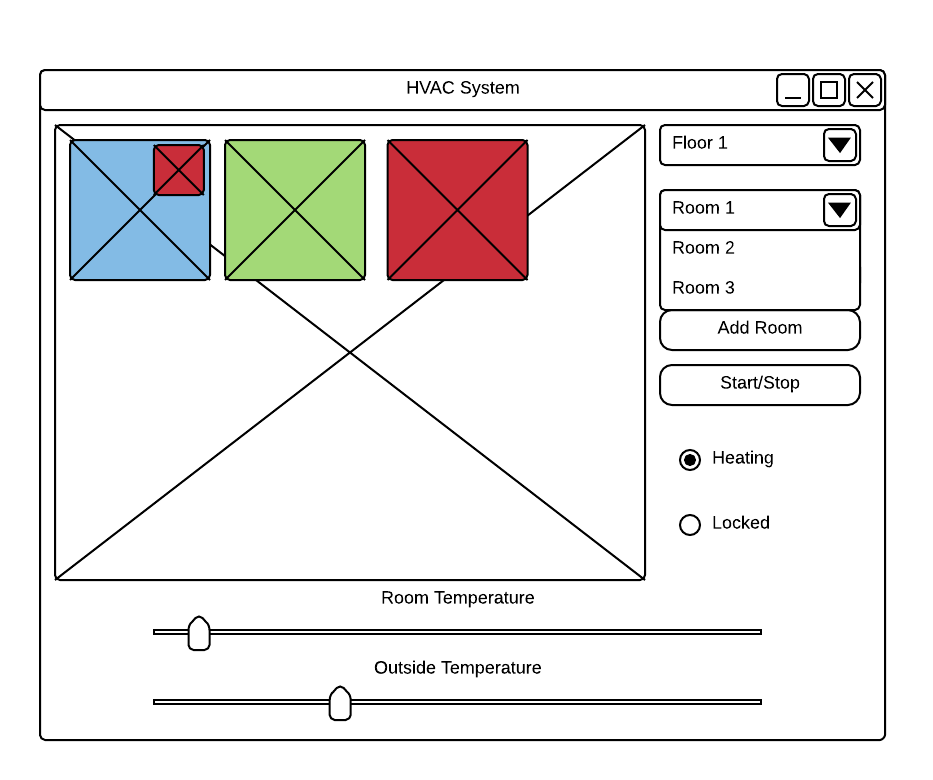 HVAC System
Floor 1
Room 1
Room 2
Room 3
Add Room
Start/Stop
Heating
Locked
Room Temperature
Outside Temperature